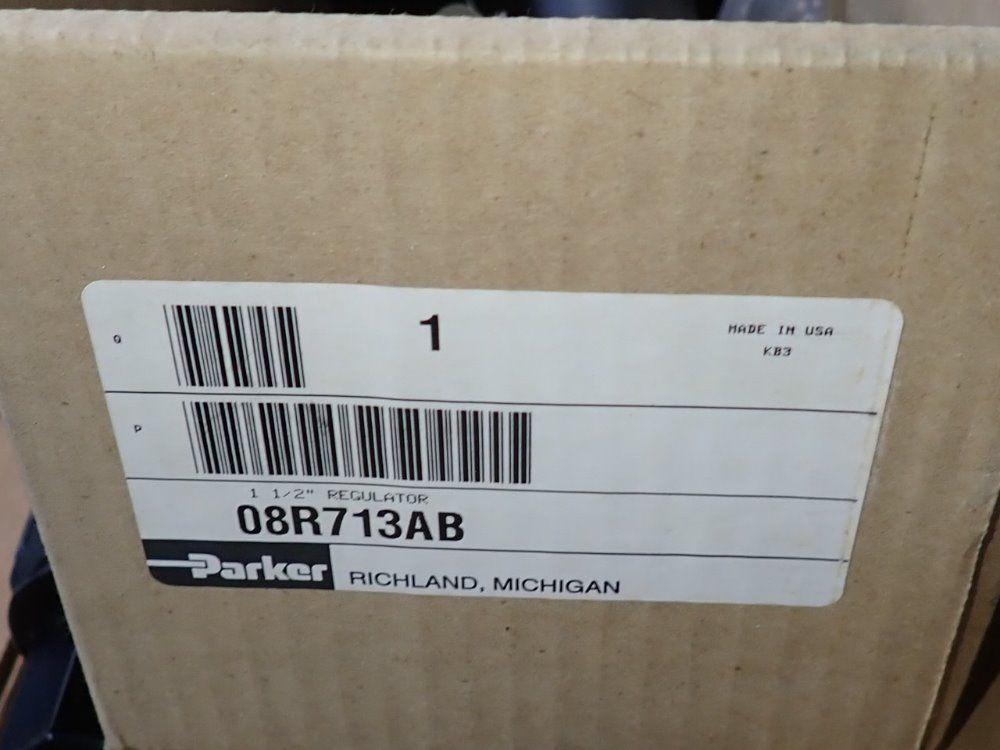 Q
1
MADE IN USA
KB3
P
1 1/2" REGULATOR
08R713AB
Parker
RICHLAND, MICHIGAN